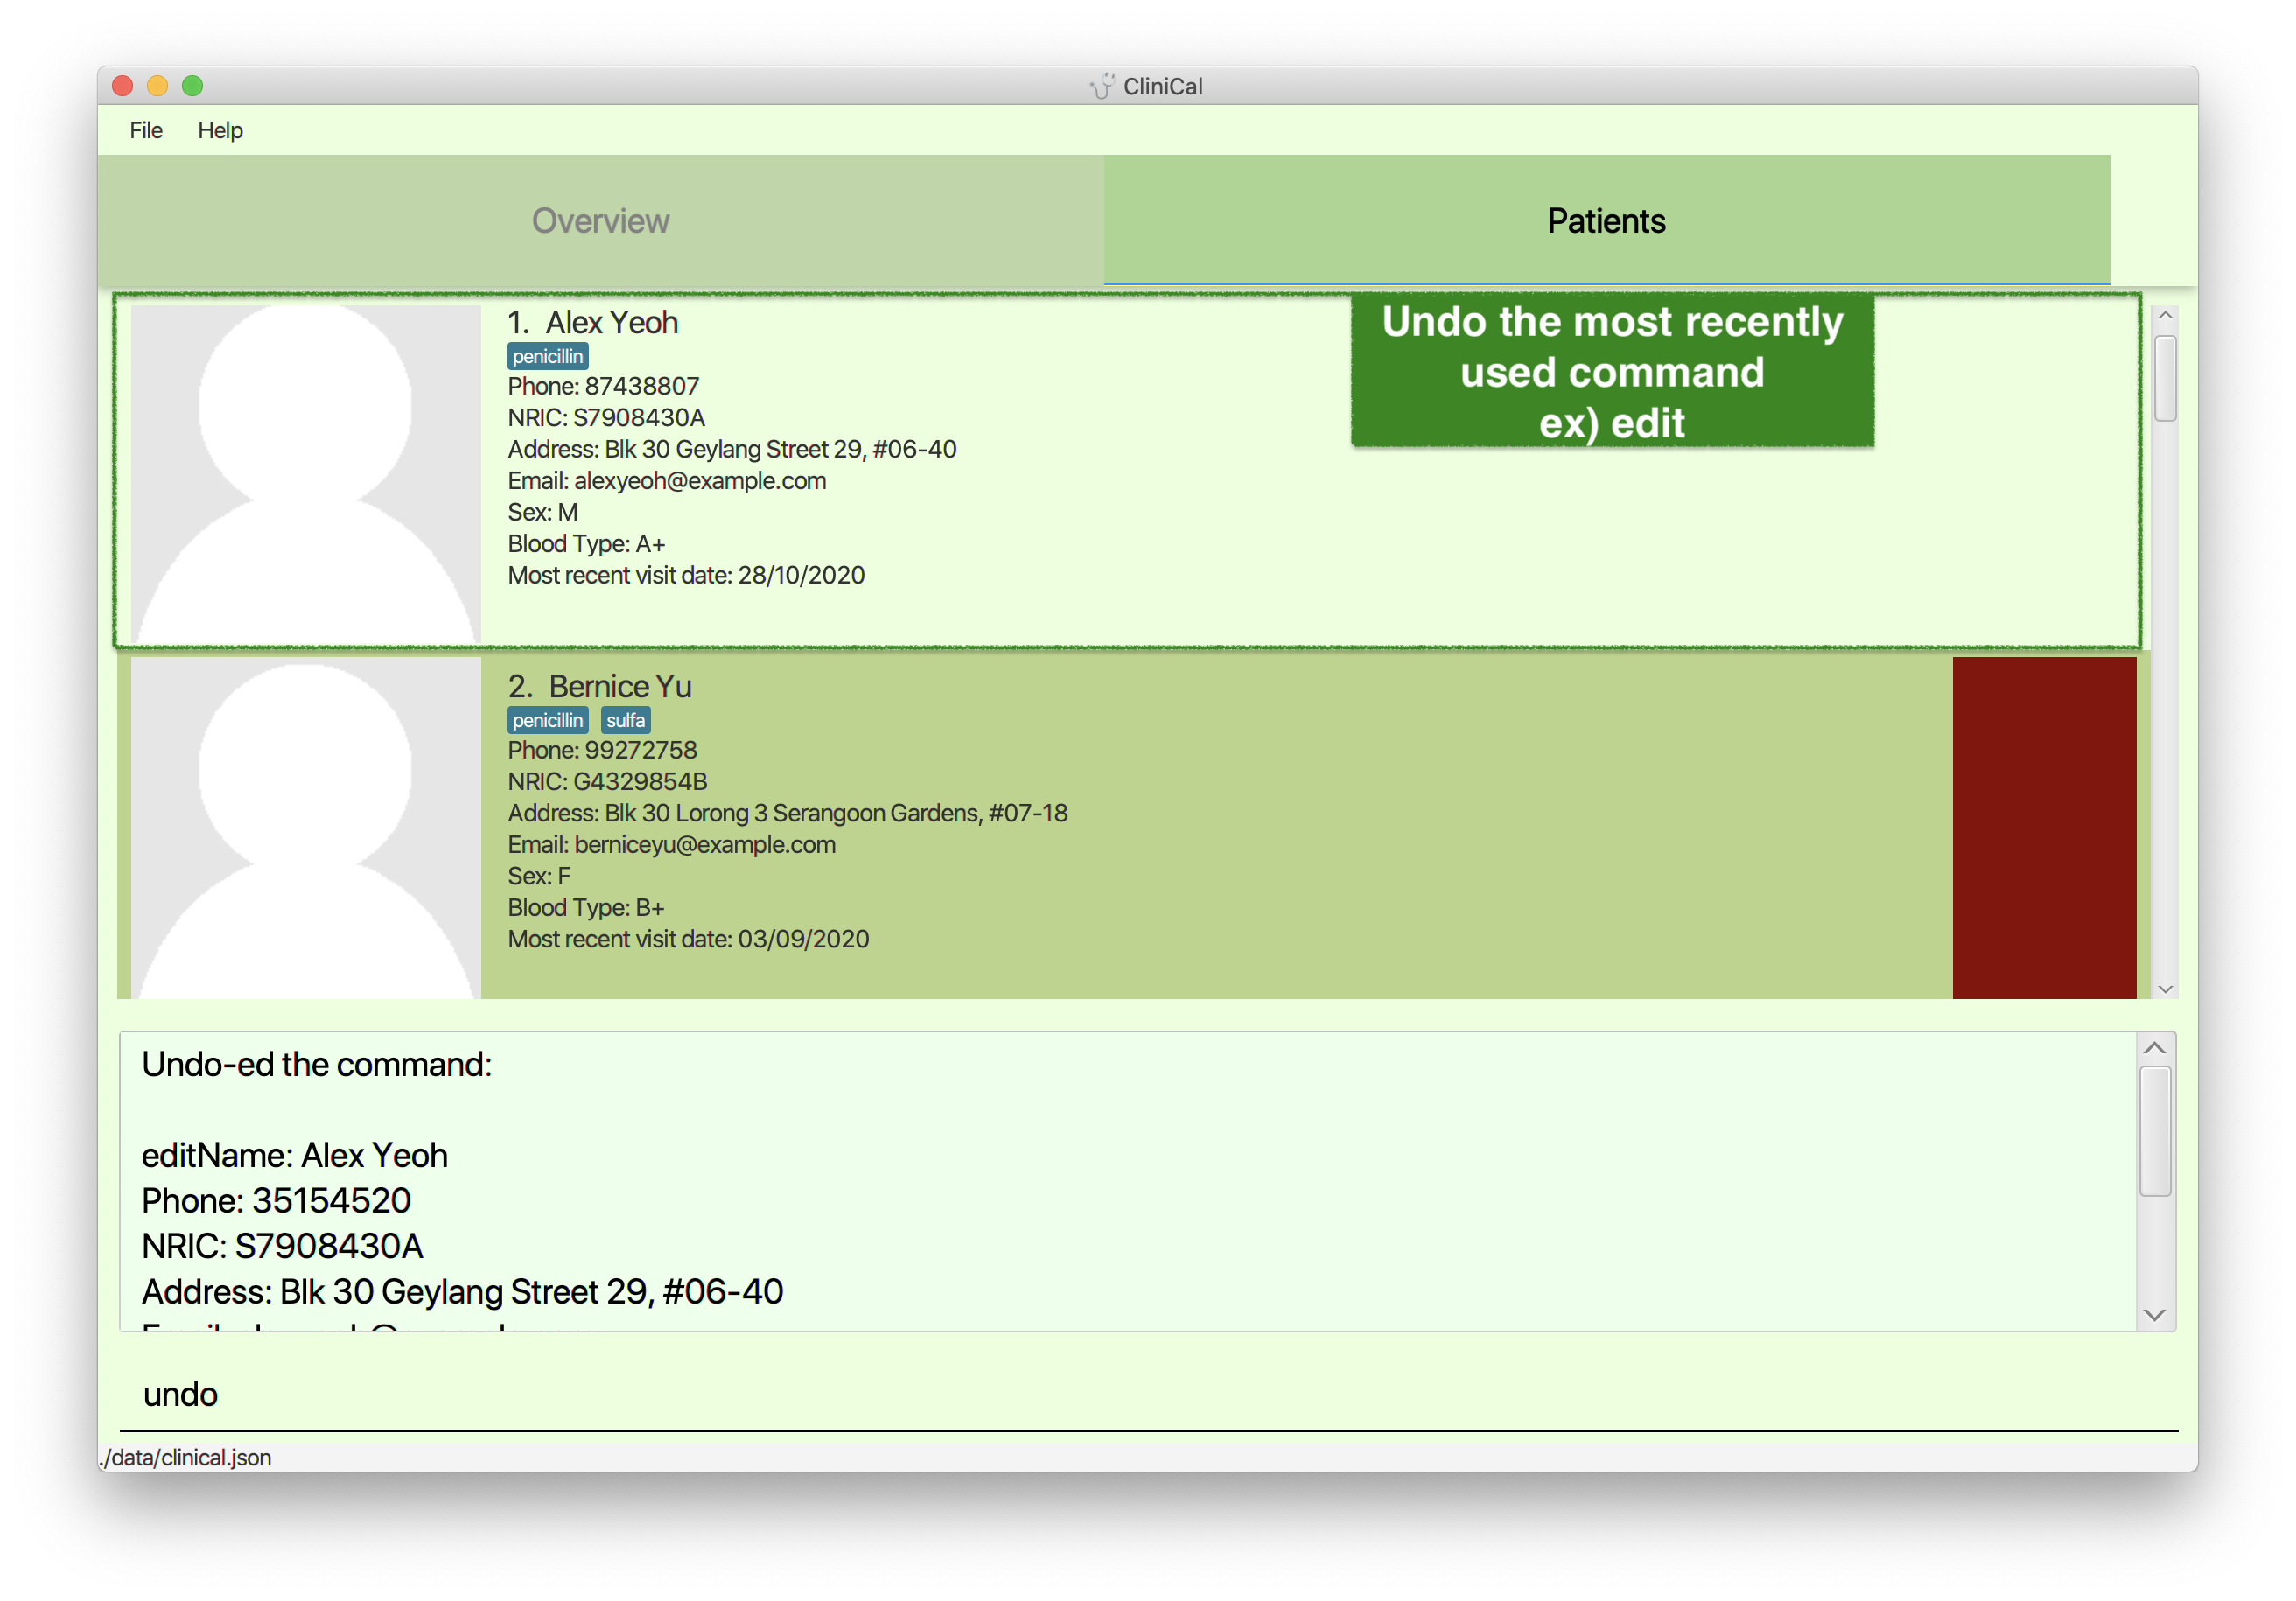 CliniCal
File Help
Overview
Patients
1. Alex Yeoh
penicillin
Phone: 87438807
NRIC: S7908430A
Address: Blk 30 Geylang Street 29, #06-40
Email: alexyeoh@example.com
Sex: M
Blood Type: A+
Most recent visit date: 28/10/2020
Undo the most recently
used command
ex) edit
2. Bernice Yu
penicillin sulfa
Phone: 99272758
NRIC: G4329854B
Address: Blk 30 Lorong 3 Serangoon Gardens, #07-18
Email: berniceyu@example.com
Sex: F
Blood Type: B+
Most recent visit date: 03/09/2020
Undo-ed the command:
editName: Alex Yeoh
Phone: 35154520
NRIC: S7908430A
Address: Blk 30 Geylang Street 29, #06-40
undo
./data/clinical.json